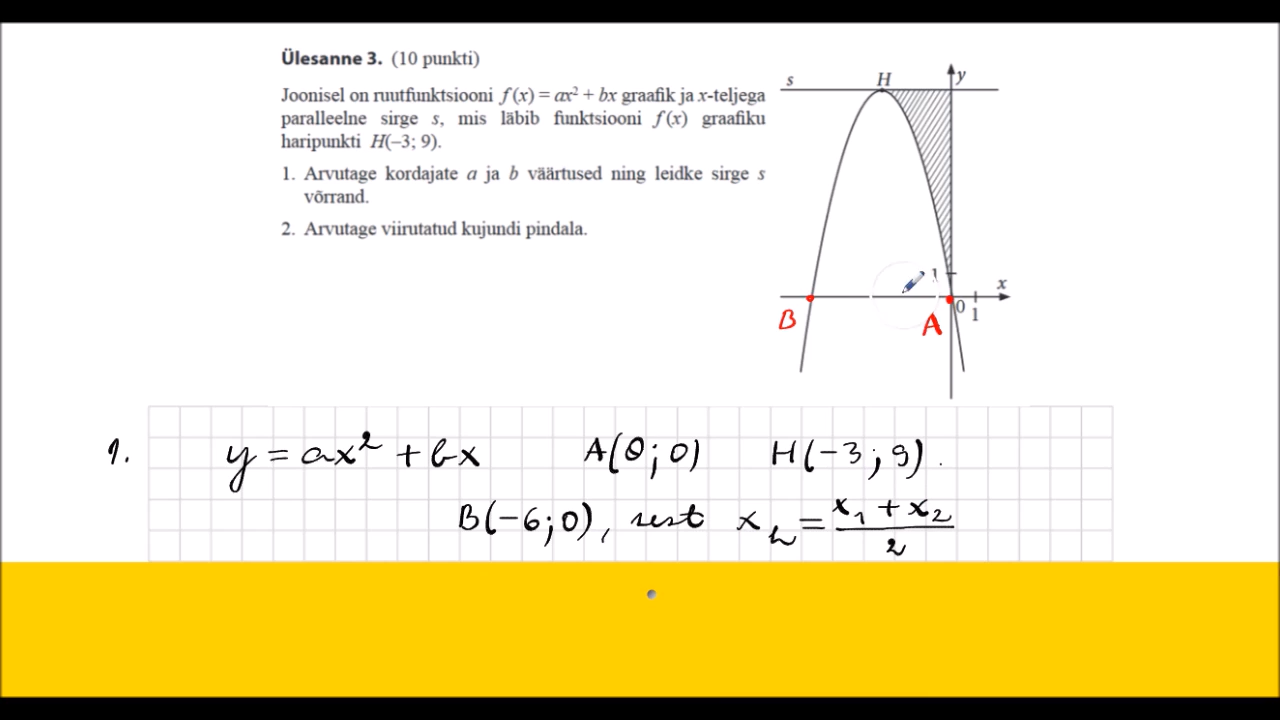 Ülesanne 3. (10 punkti)
Joonisel on ruutfunktsiooni f(x) = ax² + bx graafik ja x-teljega
paralleelne sirge s, mis läbib funktsiooni f(x) graafiku
haripunkti H(–3; 9).
1. Arvutage kordajate a ja b väärtused ning leidke sirge s
võrrand.
2. Arvutage viirutatud kujundi pindala.
s H y
1
x
0
1
B A
1. y = ax² + bx A(0;0) H(-3;9).
B(-6;0), sest x_h = (x₁ + x₂)/2